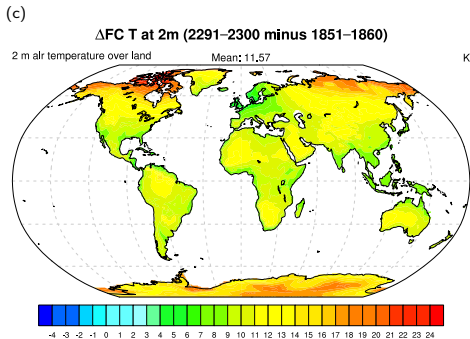 (c)
ΔFC T at 2m (2291–2300 minus 1851–1860)
2 m air temperature over land Mean: 11.57 K
-4 -3 -2 -1 0 1 2 3 4 5 6 7 8 9 10 11 12 13 14 15 16 17 18 19 20 21 22 23 24